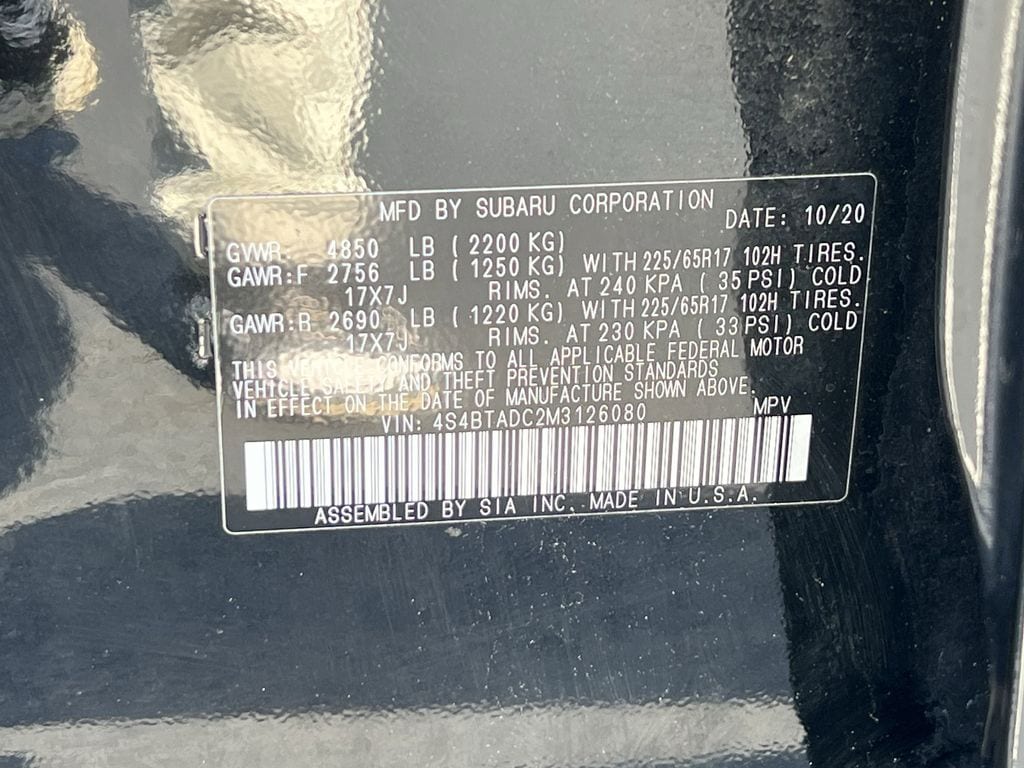 MFD BY SUBARU CORPORATION DATE: 10/20
GVWR. 4850 LB ( 2200 KG)
GAWR:F 2756 LB ( 1250 KG) WITH 225/65R17 102H TIRES.
17X7J RIMS. AT 240 KPA ( 35 PSI) COLD
GAWR:R 2690 LB ( 1220 KG) WITH 225/65R17 102H TIRES.
17X7J RIMS. AT 230 KPA ( 33 PSI) COLD
THIS VEHICLE CONFORMS TO ALL APPLICABLE FEDERAL MOTOR
VEHICLE SAFETY AND THEFT PREVENTION STANDARDS
IN EFFECT ON THE DATE OF MANUFACTURE SHOWN ABOVE.
VIN: 4S4BTADC2M3126080 MPV
ASSEMBLED BY SIA INC. MADE IN U.S.A.